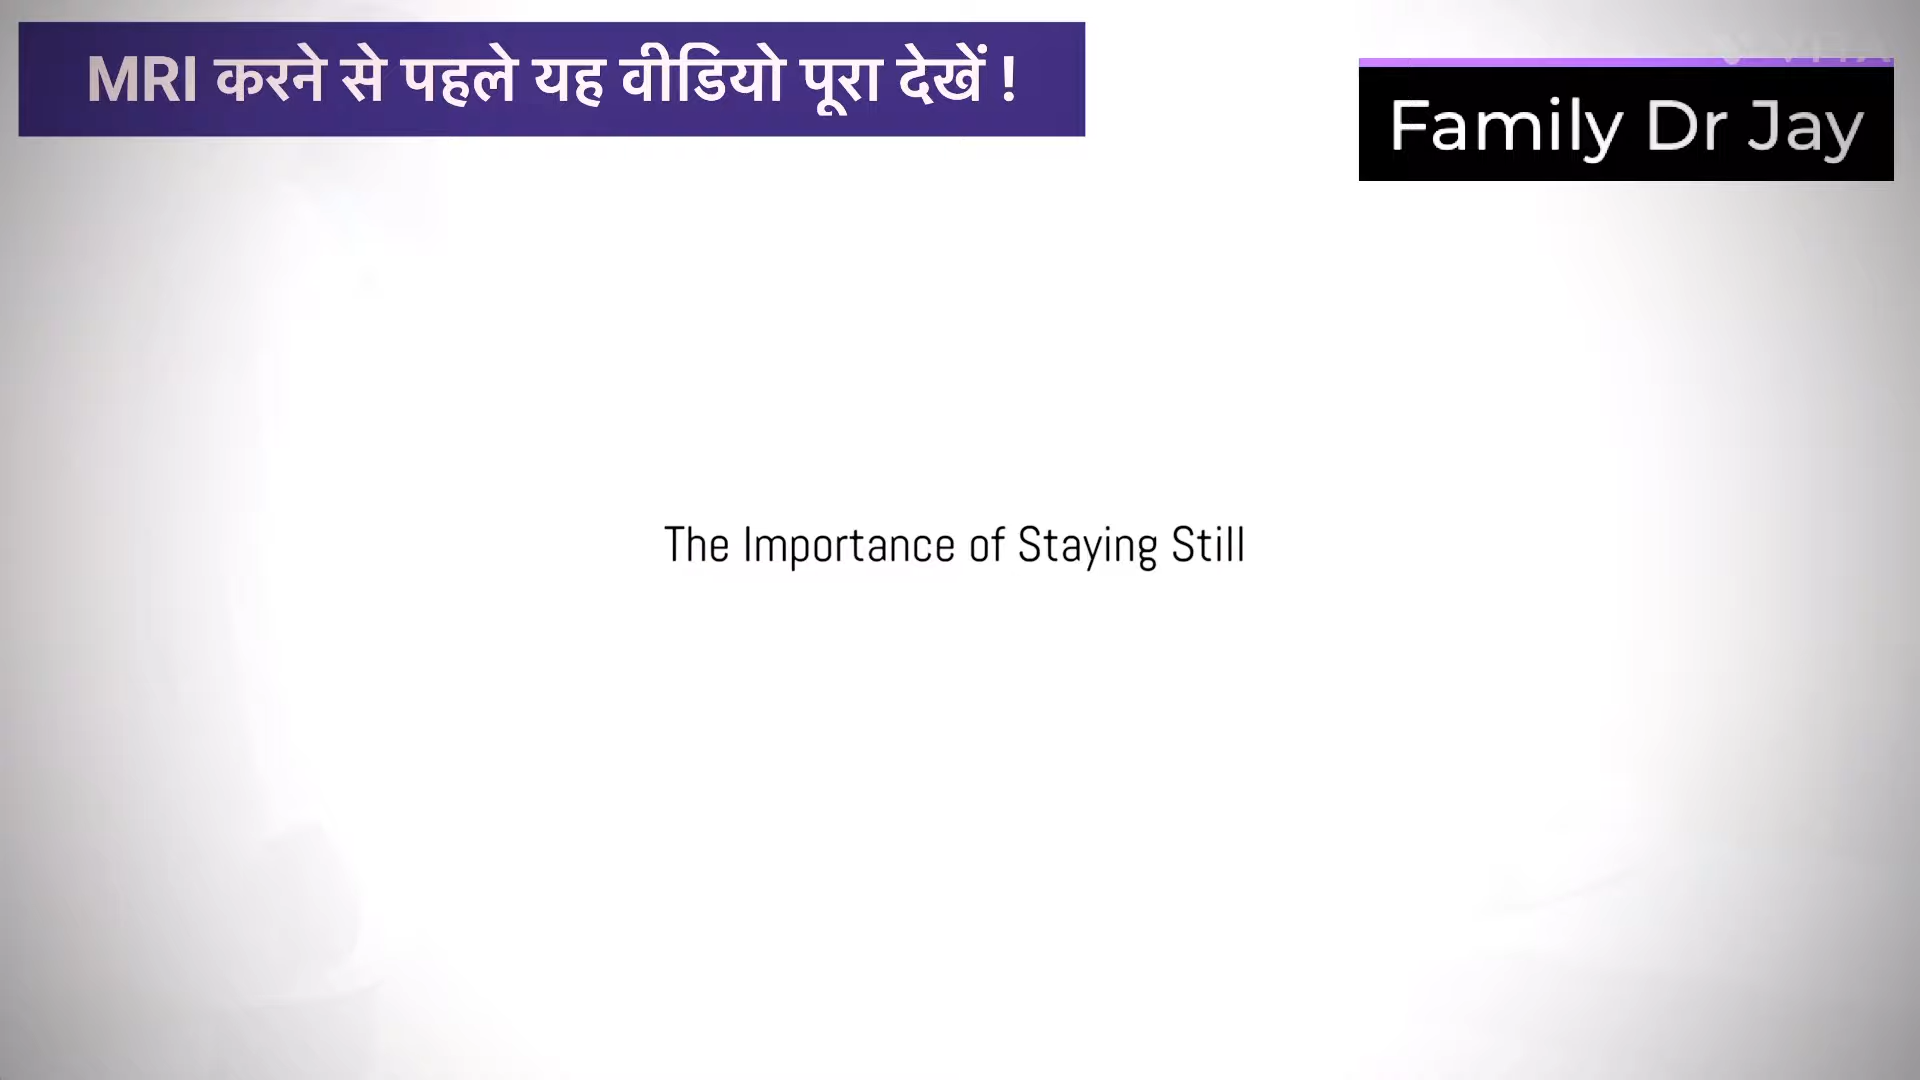 MRI करने से पहले यह वीडियो पूरा देखें !
Family Dr Jay
The Importance of Staying Still